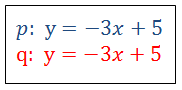 p: y = −3x + 5
q: y = −3x + 5